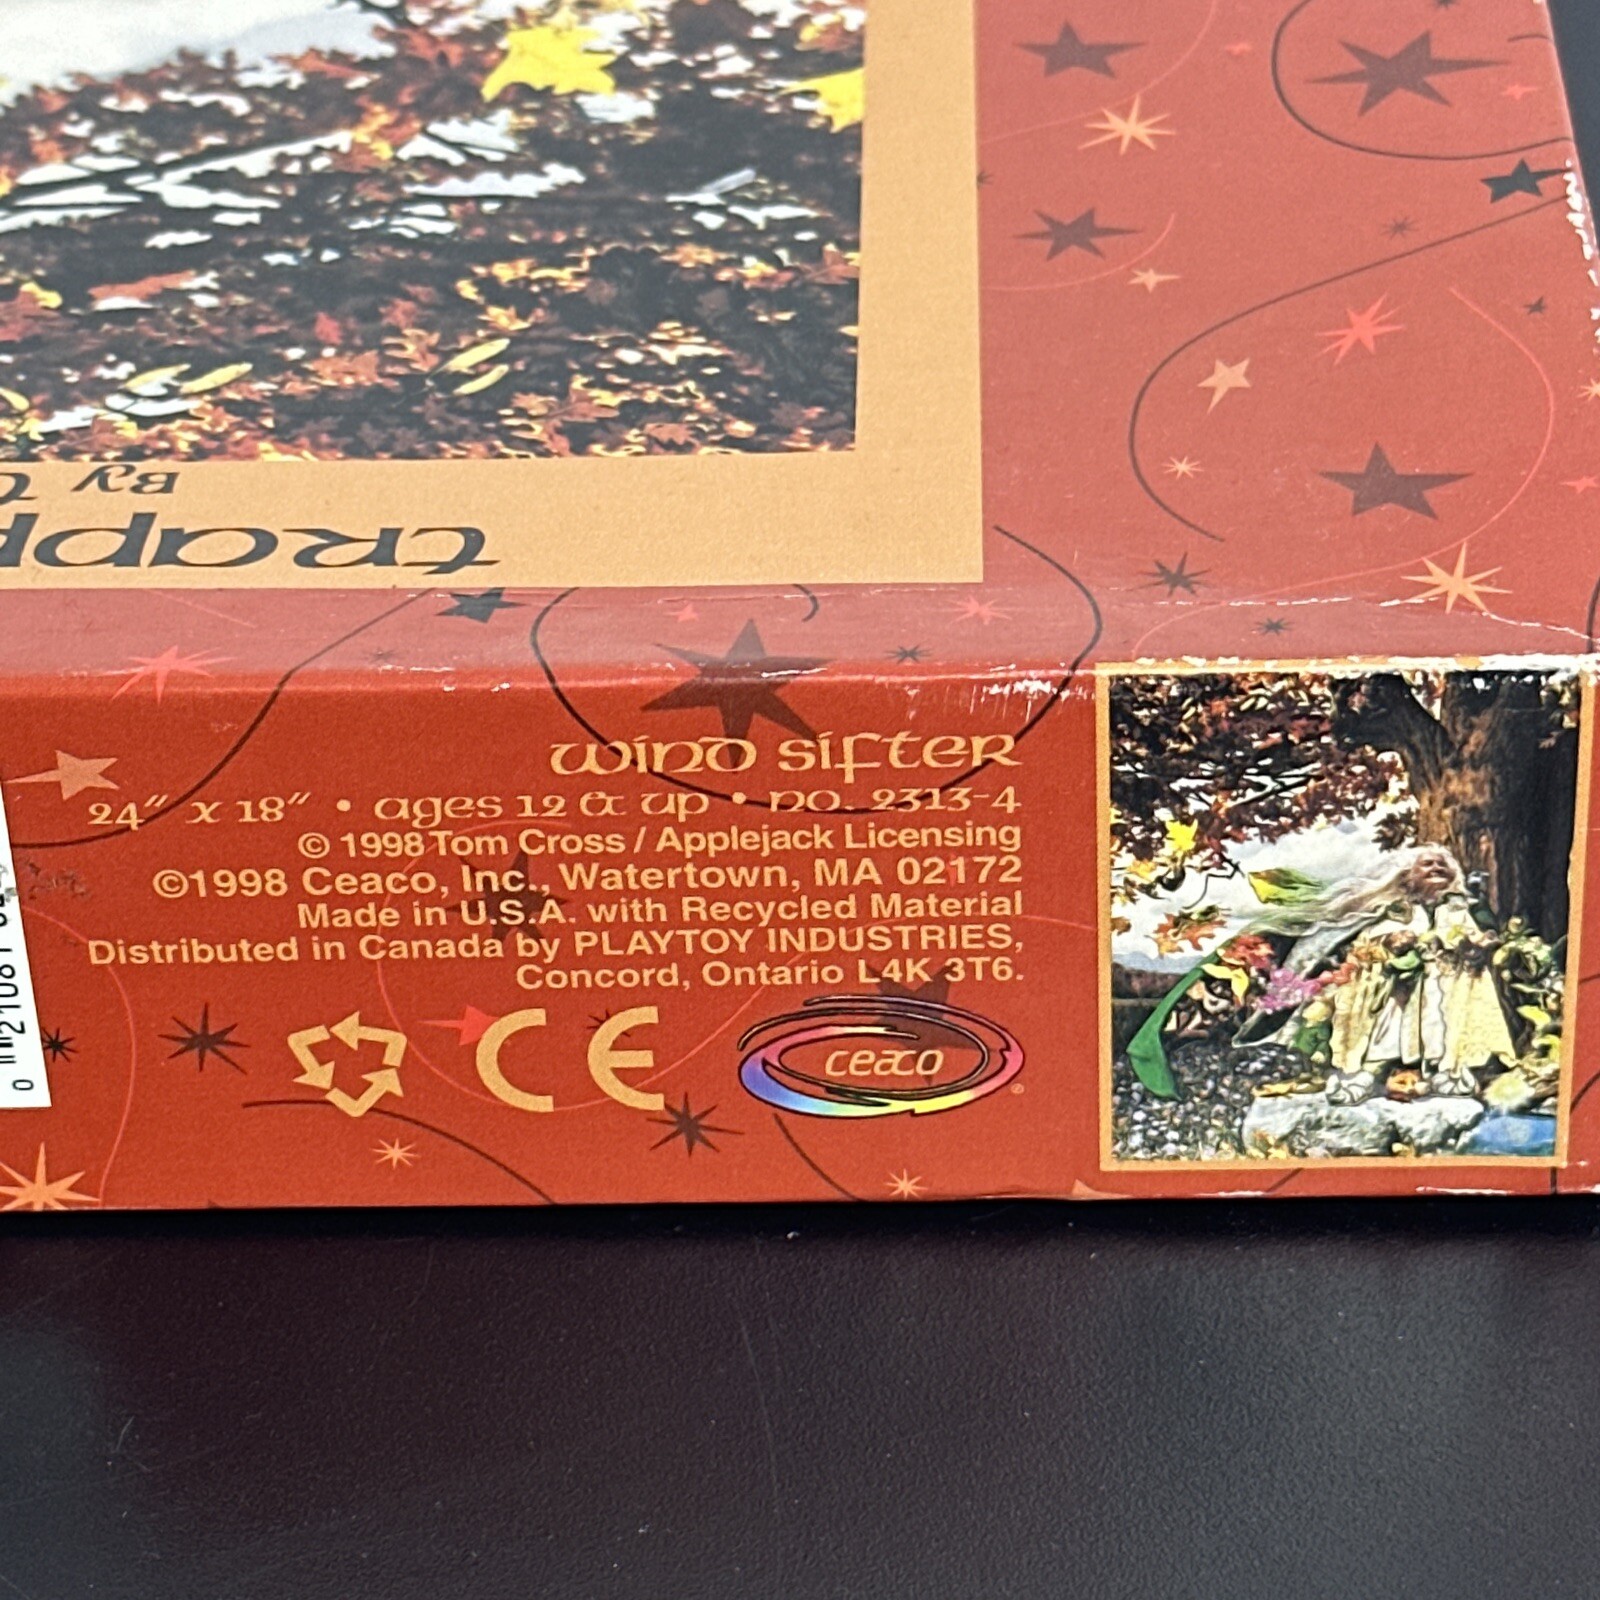 By
trapp
wind sifter
24" x 18" • ages 12 & up • no. 2313-4
© 1998 Tom Cross / Applejack Licensing
©1998 Ceaco, Inc., Watertown, MA 02172
Made in U.S.A. with Recycled Material
Distributed in Canada by PLAYTOY INDUSTRIES,
Concord, Ontario L4K 3T6.
CE
ceaco
®